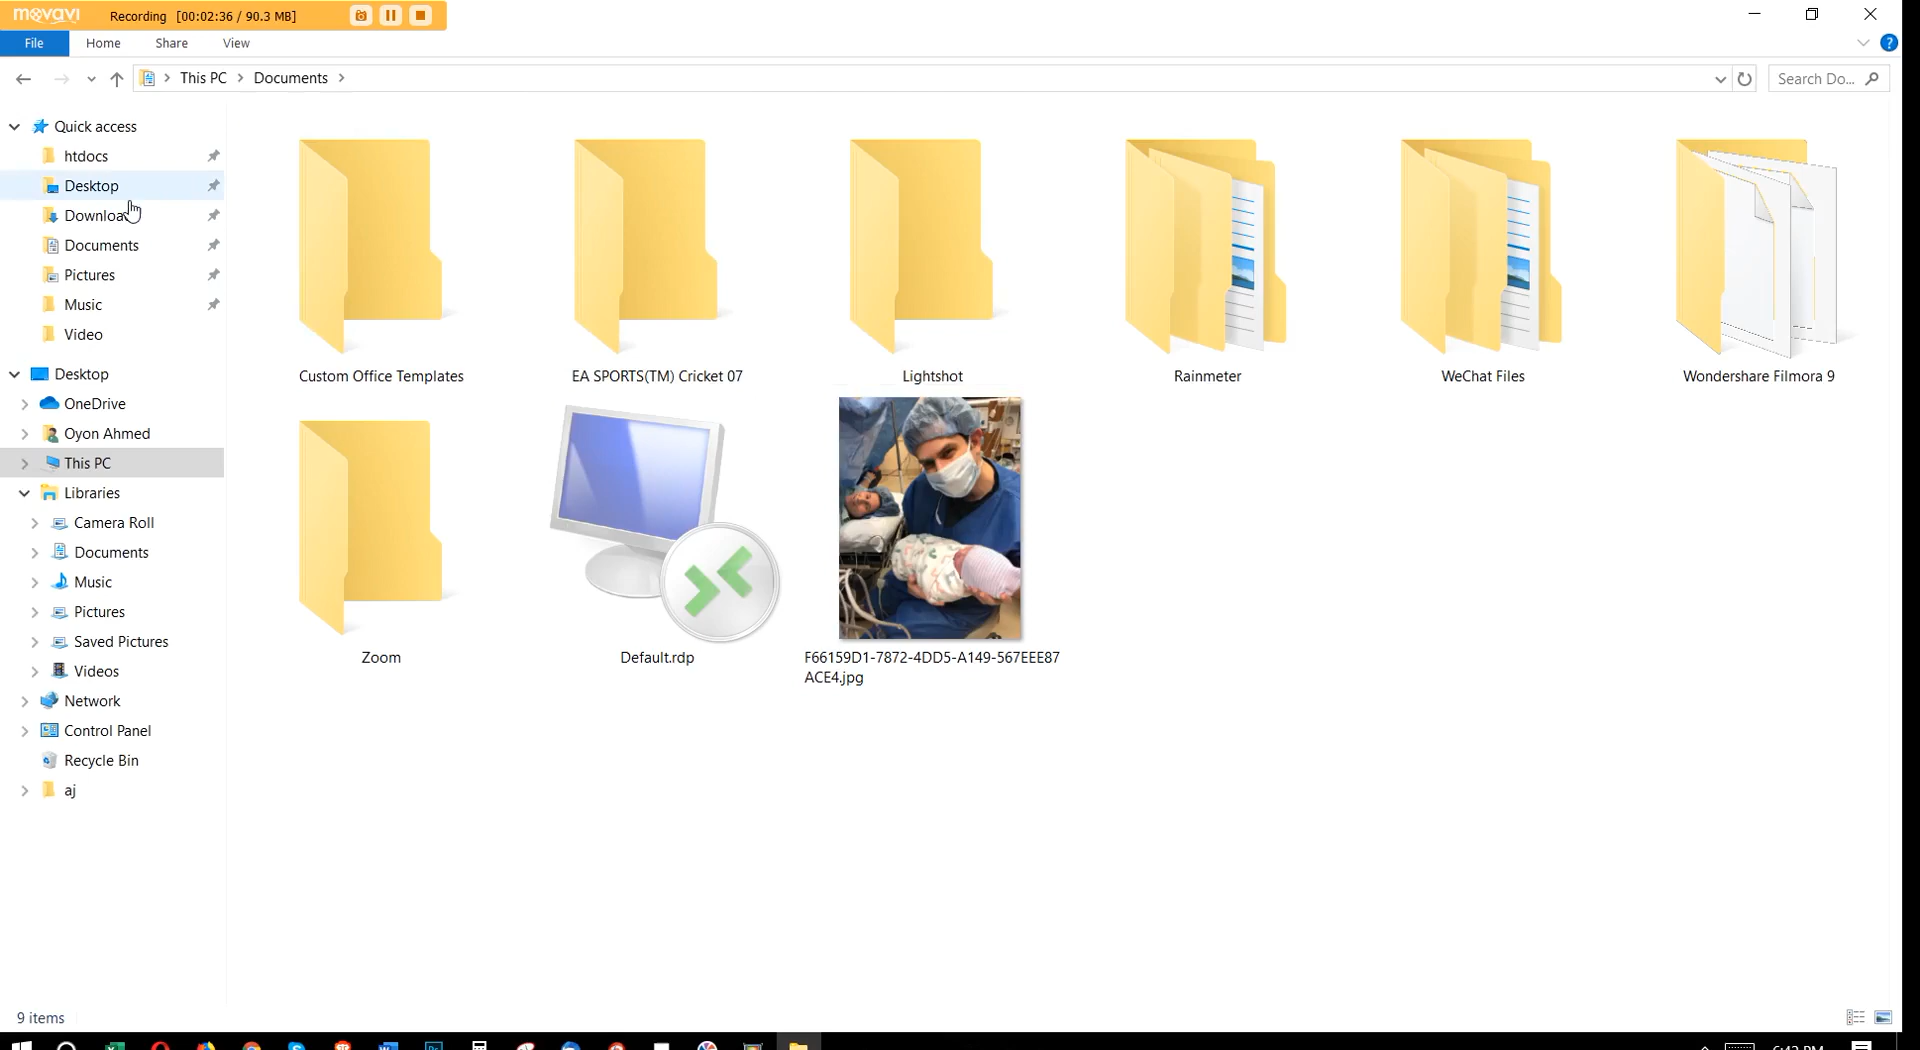 movavi Recording [00:02:36 / 90.3 MB]
File Home Share View
This PC Documents Search Do...
Quick access
htdocs
Desktop
Documents
Pictures
Music
Video
Desktop
OneDrive
Oyon Ahmed
This PC
Libraries
Camera Roll
Documents
Music
Pictures
Saved Pictures
Videos
Network
Control Panel
Recycle Bin
aj
Custom Office Templates
EA SPORTS(TM) Cricket 07
Lightshot
Rainmeter
WeChat Files
Wondershare Filmora 9
Zoom
Default.rdp
F66159D1-7872-4DD5-A149-567EEE87
ACE4.jpg
9 items